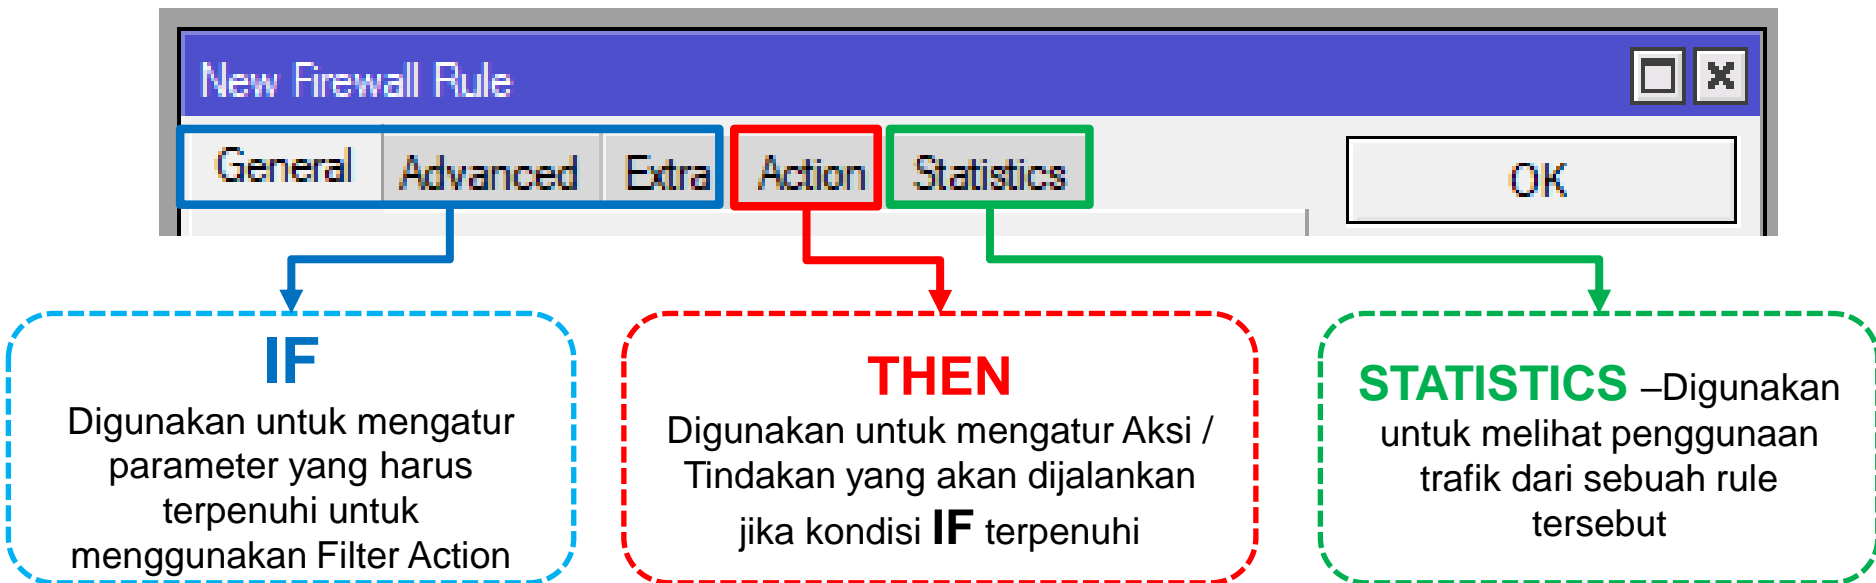 New Firewall Rule
General Advanced Extra Action Statistics OK
IF
Digunakan untuk mengatur
parameter yang harus
terpenuhi untuk
menggunakan Filter Action
THEN
Digunakan untuk mengatur Aksi /
Tindakan yang akan dijalankan
jika kondisi IF terpenuhi
STATISTICS –Digunakan
untuk melihat penggunaan
trafik dari sebuah rule
tersebut